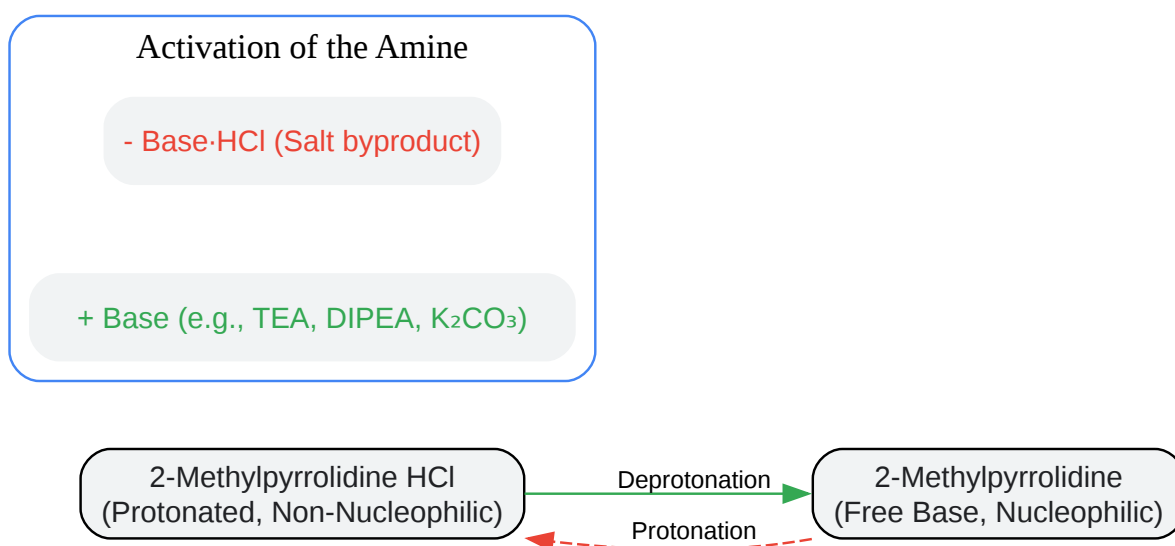 Activation of the Amine
- Base·HCl (Salt byproduct)
+ Base (e.g., TEA, DIPEA, K₂CO₃)
2-Methylpyrrolidine HCl
(Protonated, Non-Nucleophilic)
Deprotonation
Protonation
2-Methylpyrrolidine
(Free Base, Nucleophilic)